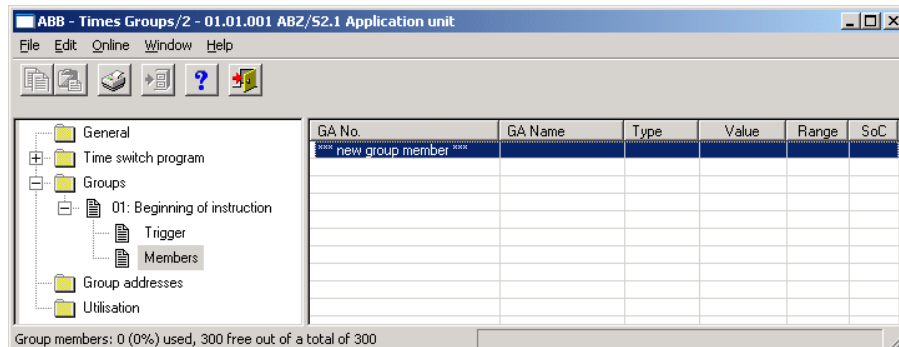 ABB - Times Groups/2 - 01.01.001 ABZ/S2.1 Application unit
File Edit Online Window Help
?
General
Time switch program
Groups
01: Beginning of instruction
Trigger
Members
Group addresses
Utilisation
GA No. GA Name Type Value Range SoC
*** new group member ***
Group members: 0 (0%) used, 300 free out of a total of 300